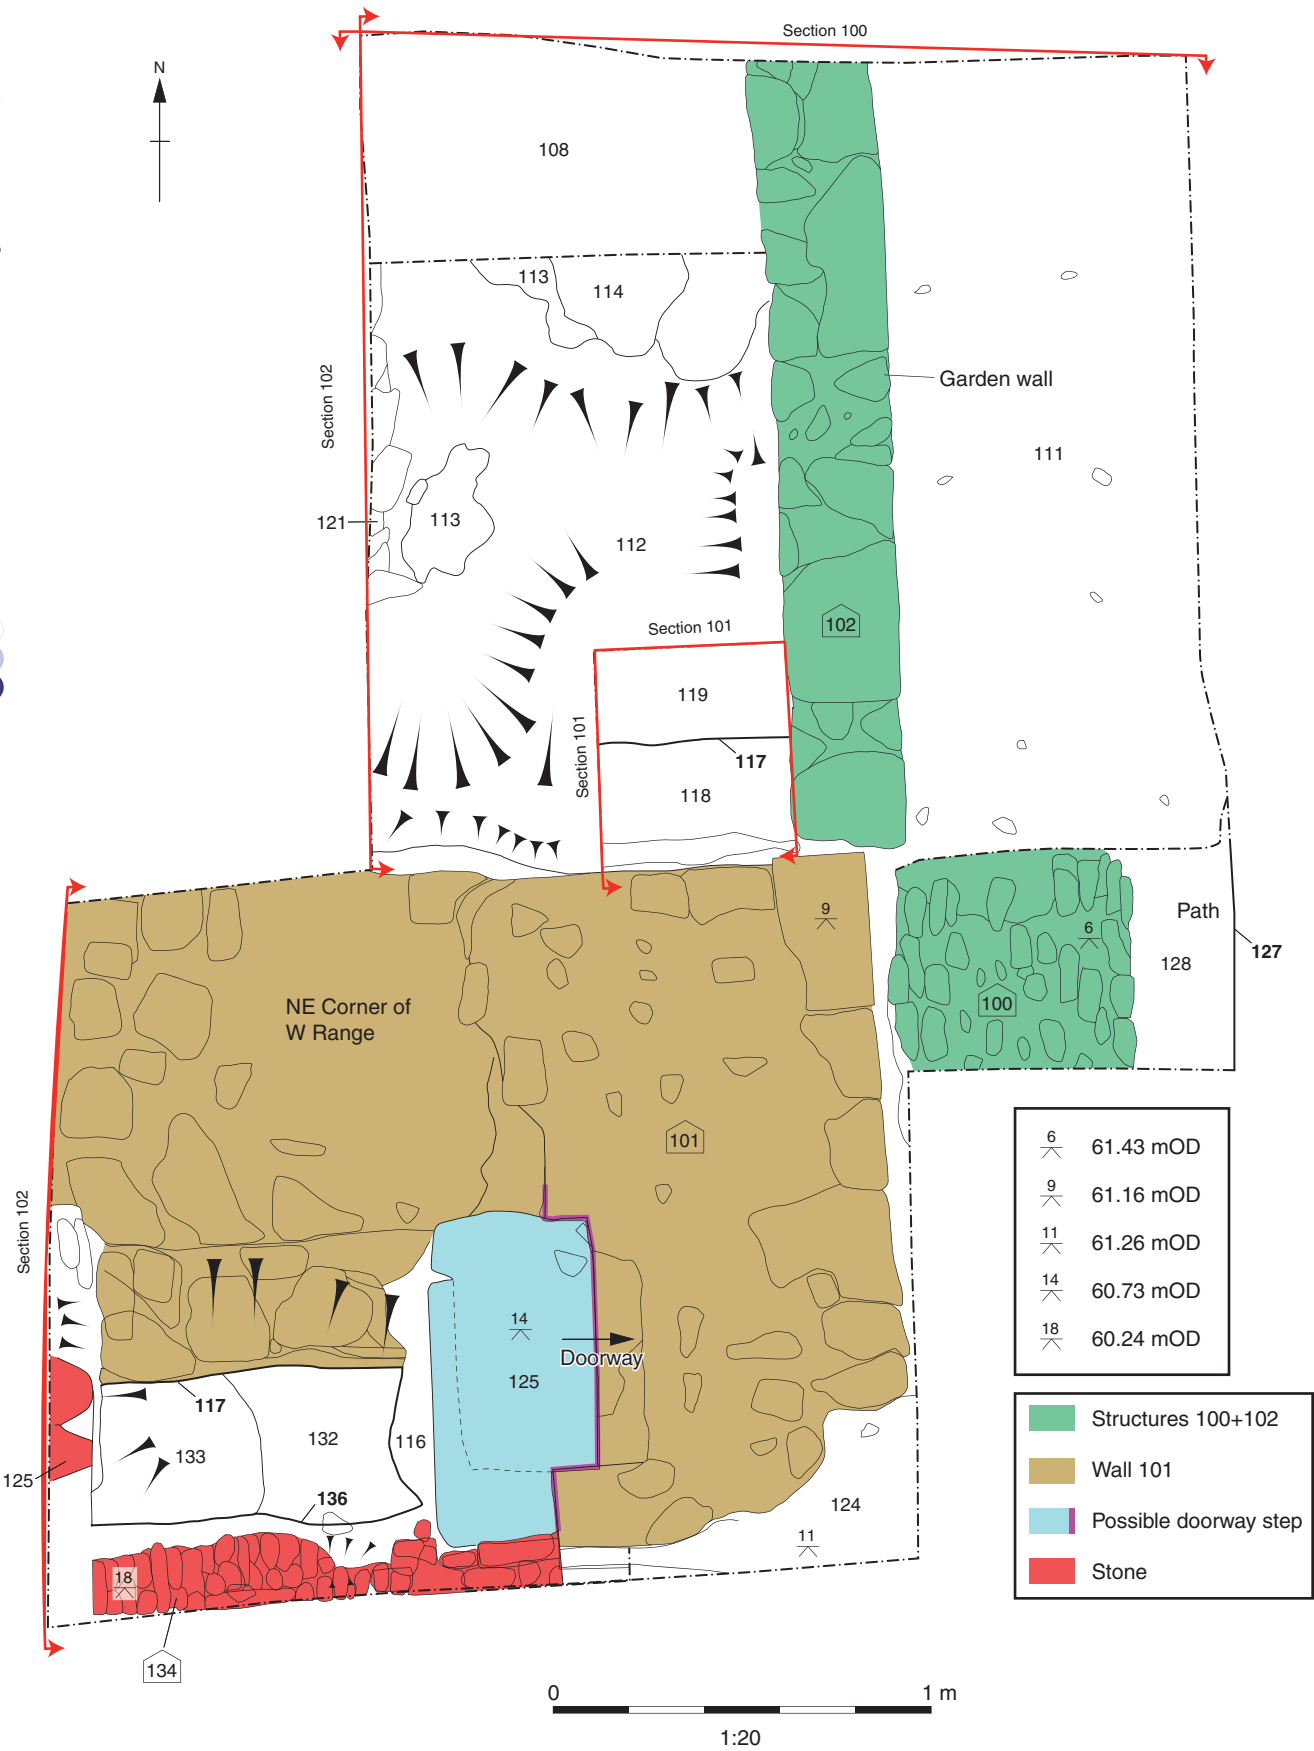 Section 100
N
108
113
114
Section 102
Garden wall
111
121
113
112
102
Section 101
119
Section 101
117
118
9
Path
6
127
128
NE Corner of
W Range
100
101
6 61.43 mOD
9 61.16 mOD
11 61.26 mOD
14 60.73 mOD
18 60.24 mOD
Section 102
14
Doorway
125
117
132
116
133
125
136
124
11
18
134
Structures 100+102
Wall 101
Possible doorway step
Stone
0 1 m
1:20